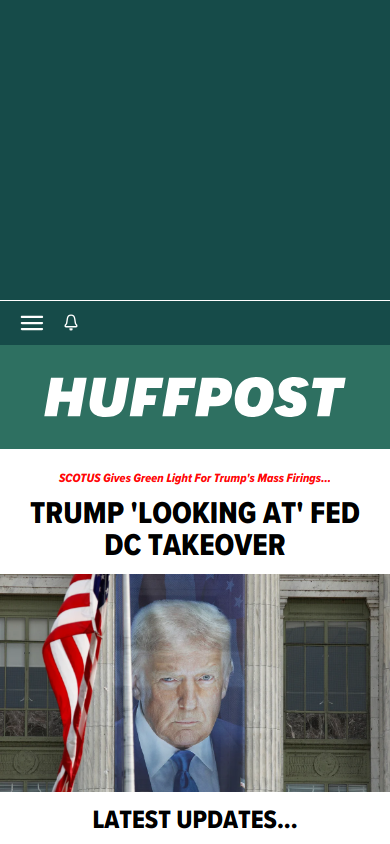 HUFFPOST
SCOTUS Gives Green Light For Trump's Mass Firings...
TRUMP 'LOOKING AT' FED
DC TAKEOVER
LATEST UPDATES...